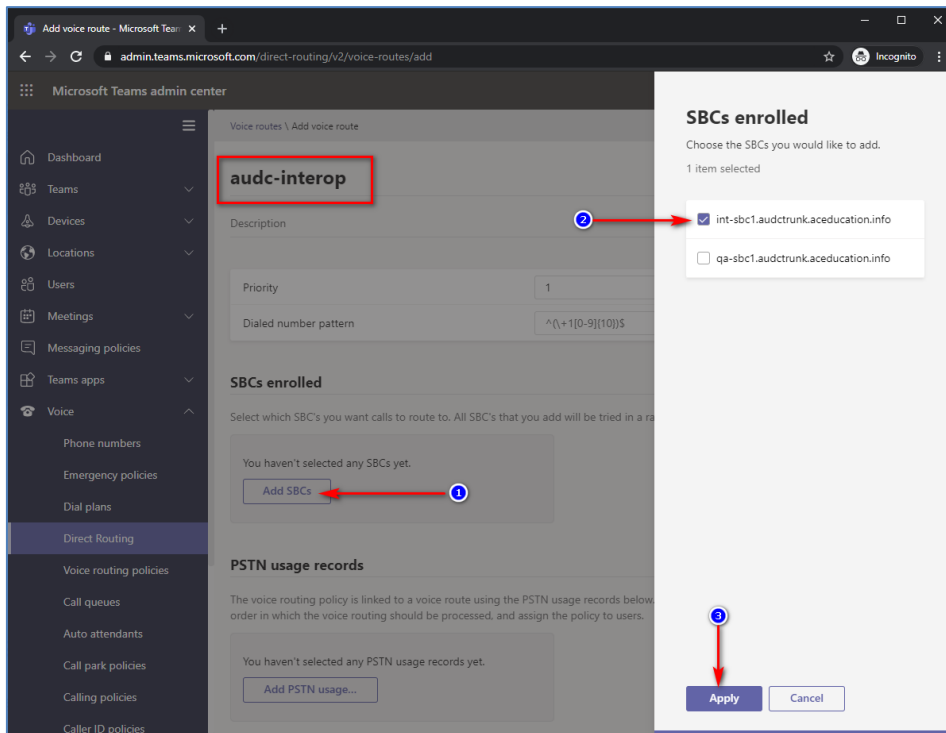 Add voice route - Microsoft Tean
admin.teams.microsoft.com/direct-routing/v2/voice-routes/add
Incognito
Microsoft Teams admin center
Dashboard
Teams
Devices
Locations
Users
Meetings
Messaging policies
Teams apps
Voice
Phone numbers
Emergency policies
Dial plans
Direct Routing
Voice routing policies
Call queues
Auto attendants
Call park policies
Calling policies
Caller ID policies
Voice routes \ Add voice route
audc-interop
Description
Priority
1
Dialed number pattern
^(\+1[0-9]{10})$
SBCs enrolled
Select which SBC's you want calls to route to. All SBC's that you add will be tried in a ra
You haven't selected any SBCs yet.
Add SBCs
1
PSTN usage records
The voice routing policy is linked to a voice route using the PSTN usage records below.
order in which the voice routing should be processed, and assign the policy to users.
You haven't selected any PSTN usage records yet.
Add PSTN usage...
SBCs enrolled
Choose the SBCs you would like to add.
1 item selected
2
int-sbc1.audctrunk.aceducation.info
qa-sbc1.audctrunk.aceducation.info
3
Apply
Cancel